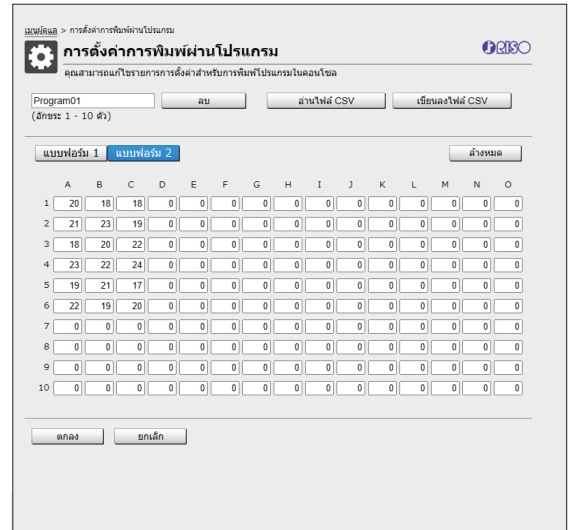 เมนูผู้ดูแล > การตั้งค่าการพิมพ์ผ่านโปรแกรม
การตั้งค่าการพิมพ์ผ่านโปรแกรม
RISO
คุณสามารถแก้ไขรายการการตั้งค่าสำหรับการพิมพ์โปรแกรมในคอนโซล
Program01 ลบ อ่านไฟล์ CSV เขียนลงไฟล์ CSV
(อักขระ 1 - 10 ตัว)
แบบฟอร์ม 1 แบบฟอร์ม 2 ล้างหมด
A B C D E F G H I J K L M N O
1 20 18 18 0 0 0 0 0 0 0 0 0 0 0 0
2 21 23 19 0 0 0 0 0 0 0 0 0 0 0 0
3 18 20 22 0 0 0 0 0 0 0 0 0 0 0 0
4 23 22 24 0 0 0 0 0 0 0 0 0 0 0 0
5 19 21 17 0 0 0 0 0 0 0 0 0 0 0 0
6 22 19 20 0 0 0 0 0 0 0 0 0 0 0 0
7 0 0 0 0 0 0 0 0 0 0 0 0 0 0 0
8 0 0 0 0 0 0 0 0 0 0 0 0 0 0 0
9 0 0 0 0 0 0 0 0 0 0 0 0 0 0 0
10 0 0 0 0 0 0 0 0 0 0 0 0 0 0 0
ตกลง ยกเลิก